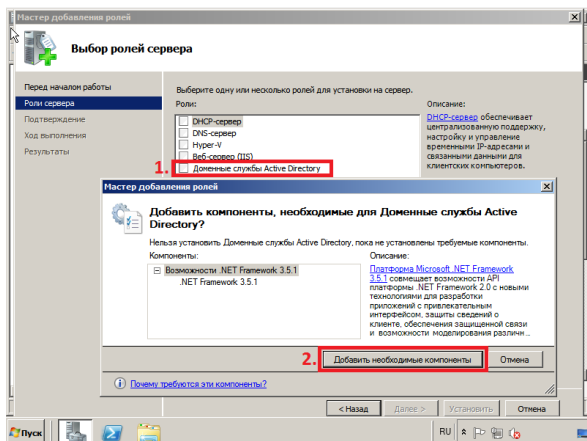 Мастер добавления ролей
Выбор ролей сервера
Перед началом работы
Роли сервера
Подтверждение
Ход выполнения
Результаты
Выберите одну или несколько ролей для установки на сервер.
Роли:
DHCP-сервер
DNS-сервер
Hyper-V
Веб-сервер (IIS)
1.
Доменные службы Active Directory
Описание:
DHCP-сервер обеспечивает
централизованную поддержку,
настройку и управление
временными IP-адресами и
связанными данными для
клиентских компьютеров.
Мастер добавления ролей
Добавить компоненты, необходимые для Доменные службы Active
Directory?
Нельзя установить Доменные службы Active Directory, пока не установлены требуемые компоненты.
Компоненты:
Возможности .NET Framework 3.5.1
.NET Framework 3.5.1
Описание:
Платформа Microsoft .NET Framework
3.5.1 совмещает возможности API
платформы .NET Framework 2.0 с новыми
технологиями для разработки
приложений с привлекательным
интерфейсом, защиты сведений о
клиенте, обеспечения защищенной связи
и возможности моделирования различн...
2.
Добавить необходимые компоненты
Отмена
Почему требуются эти компоненты?
< Назад
Далее >
Установить
Отмена
Пуск
RU